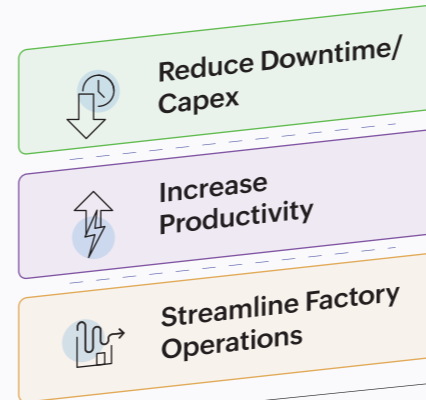 Reduce Downtime/
Capex
Increase
Productivity
Streamline Factory
Operations